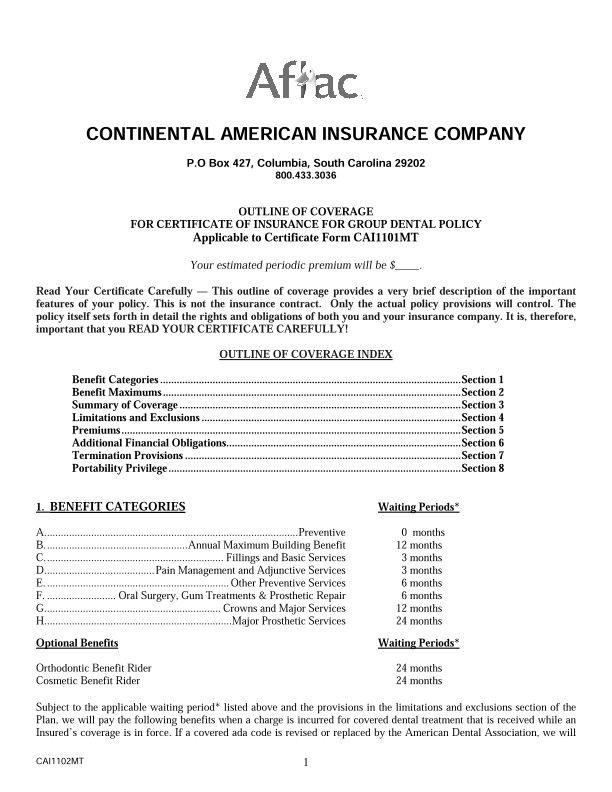 Aflac
CONTINENTAL AMERICAN INSURANCE COMPANY
P.O Box 427, Columbia, South Carolina 29202
800.433.3036
OUTLINE OF COVERAGE
FOR CERTIFICATE OF INSURANCE FOR GROUP DENTAL POLICY
Applicable to Certificate Form CAI1101MT
Your estimated periodic premium will be $____.
Read Your Certificate Carefully — This outline of coverage provides a very brief description of the important
features of your policy. This is not the insurance contract. Only the actual policy provisions will control. The
policy itself sets forth in detail the rights and obligations of both you and your insurance company. It is, therefore,
important that you READ YOUR CERTIFICATE CAREFULLY!
OUTLINE OF COVERAGE INDEX
Benefit Categories....................Section 1
Benefit Maximums....................Section 2
Summary of Coverage....................Section 3
Limitations and Exclusions....................Section 4
Premiums....................Section 5
Additional Financial Obligations....................Section 6
Termination Provisions....................Section 7
Portability Privilege....................Section 8
1. BENEFIT CATEGORIES Waiting Periods*
A....................Preventive 0 months
B....................Annual Maximum Building Benefit 12 months
C....................Fillings and Basic Services 3 months
D....................Pain Management and Adjunctive Services 3 months
E....................Other Preventive Services 6 months
F....................Oral Surgery, Gum Treatments & Prosthetic Repair 6 months
G....................Crowns and Major Services 12 months
H....................Major Prosthetic Services 24 months
Optional Benefits Waiting Periods*
Orthodontic Benefit Rider 24 months
Cosmetic Benefit Rider 24 months
Subject to the applicable waiting period* listed above and the provisions in the limitations and exclusions section of the
Plan, we will pay the following benefits when a charge is incurred for covered dental treatment that is received while an
Insured's coverage is in force. If a covered ada code is revised or replaced by the American Dental Association, we will
CAI1102MT 1